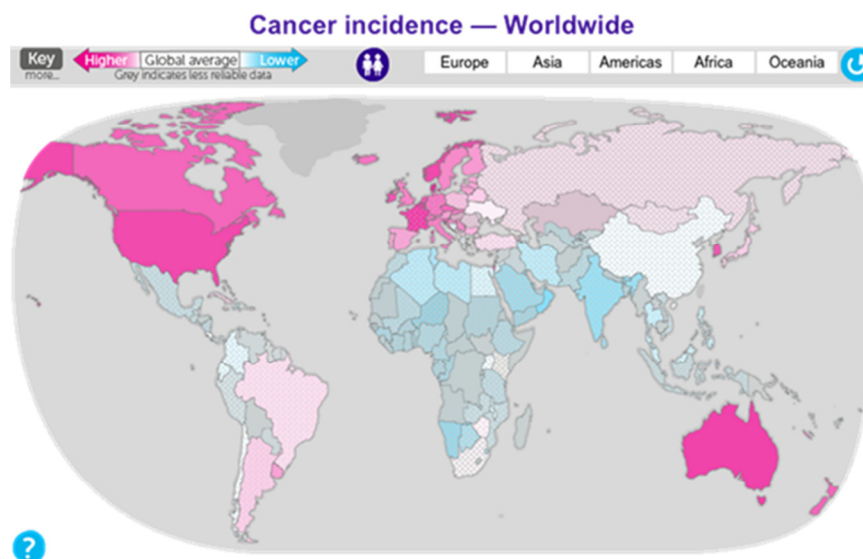 Cancer incidence — Worldwide
Key
more...
Higher
Global average
Lower
Grey indicates less reliable data
Europe
Asia
Americas
Africa
Oceania
?